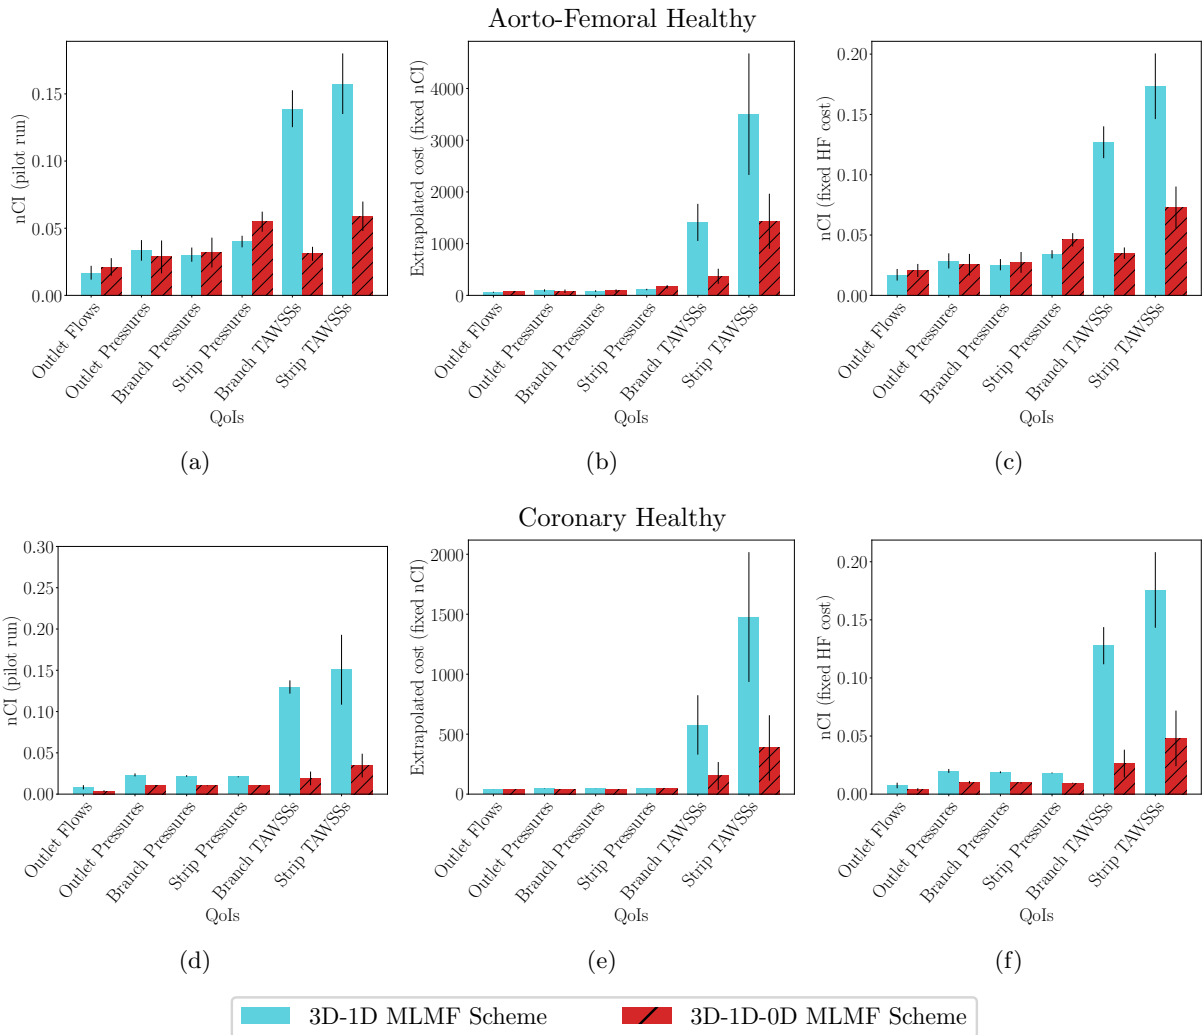 Aorto-Femoral Healthy
nCI (pilot run)
0.15
0.10
0.05
0.00
Outlet Flows
Outlet Pressures
Branch Pressures
Strip Pressures
Branch TAWSSs
Strip TAWSSs
QoIs
(a)
Extrapolated cost (fixed nCI)
4000
3000
2000
1000
0
Outlet Flows
Outlet Pressures
Branch Pressures
Strip Pressures
Branch TAWSSs
Strip TAWSSs
QoIs
(b)
nCI (fixed HF cost)
0.20
0.15
0.10
0.05
0.00
Outlet Flows
Outlet Pressures
Branch Pressures
Strip Pressures
Branch TAWSSs
Strip TAWSSs
QoIs
(c)
Coronary Healthy
nCI (pilot run)
0.30
0.25
0.20
0.15
0.10
0.05
0.00
Outlet Flows
Outlet Pressures
Branch Pressures
Strip Pressures
Branch TAWSSs
Strip TAWSSs
QoIs
(d)
Extrapolated cost (fixed nCI)
2000
1500
1000
500
0
Outlet Flows
Outlet Pressures
Branch Pressures
Strip Pressures
Branch TAWSSs
Strip TAWSSs
QoIs
(e)
nCI (fixed HF cost)
0.20
0.15
0.10
0.05
0.00
Outlet Flows
Outlet Pressures
Branch Pressures
Strip Pressures
Branch TAWSSs
Strip TAWSSs
QoIs
(f)
3D-1D MLMF Scheme
3D-1D-0D MLMF Scheme